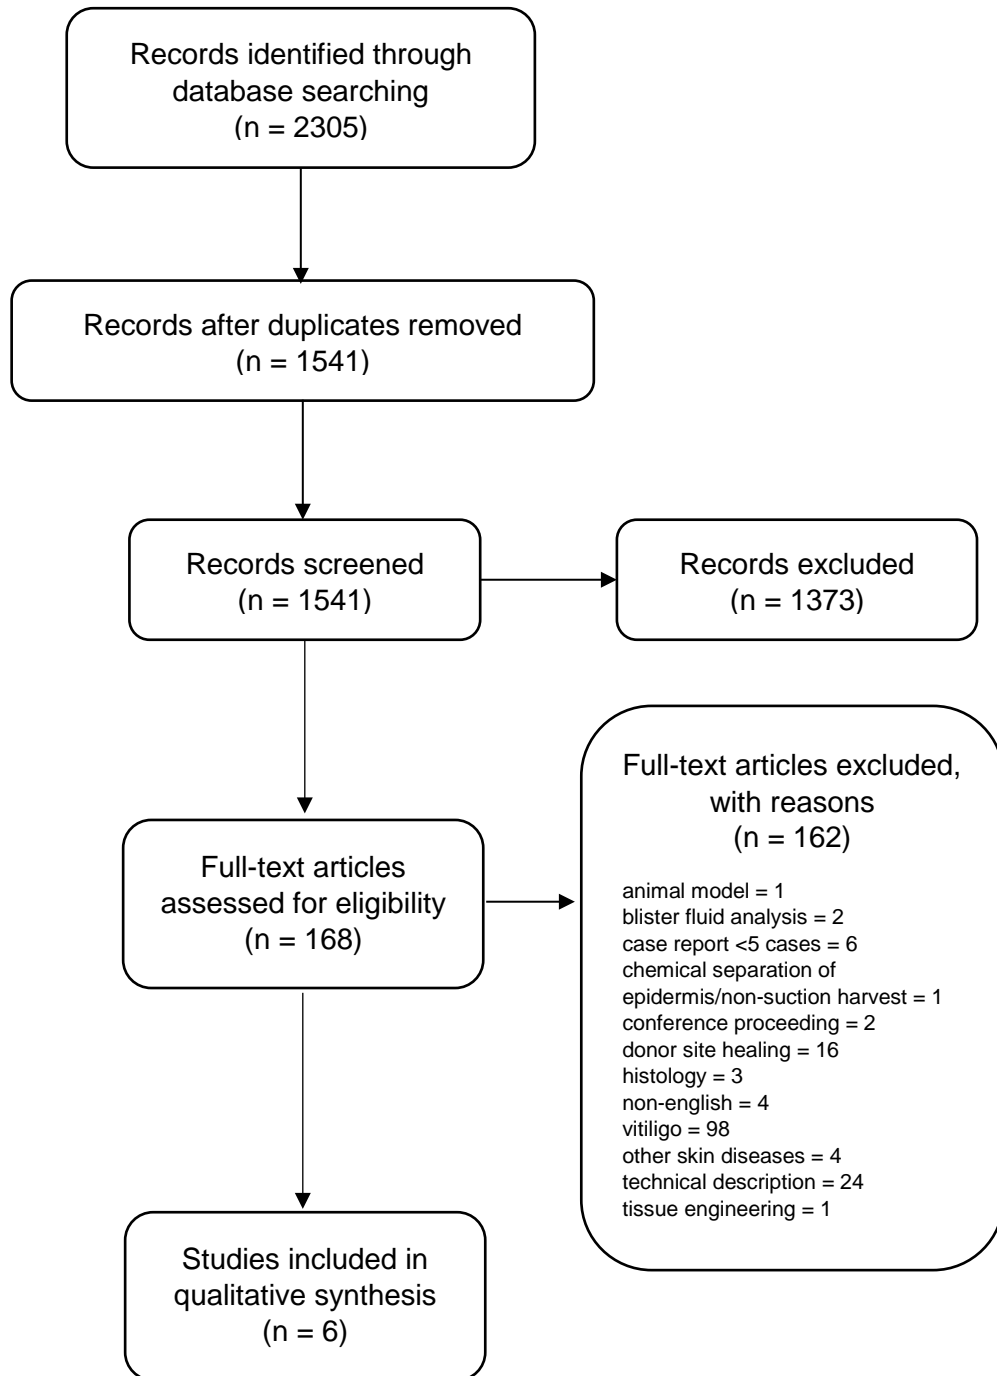 Records identified through
database searching
(n = 2305)
Records after duplicates removed
(n = 1541)
Records screened
(n = 1541)
Records excluded
(n = 1373)
Full-text articles
assessed for eligibility
(n = 168)
Full-text articles excluded,
with reasons
(n = 162)
animal model = 1
blister fluid analysis = 2
case report <5 cases = 6
chemical separation of
epidermis/non-suction harvest = 1
conference proceeding = 2
donor site healing = 16
histology = 3
non-english = 4
vitiligo = 98
other skin diseases = 4
technical description = 24
tissue engineering = 1
Studies included in
qualitative synthesis
(n = 6)